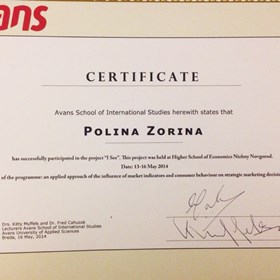 ans
CERTIFICATE
Avans School of International Studies herewith states that
Polina Zorina
has successfully participated in the project "I See". This project was held at Higher School of Economics Nizhny Novgorod.
Date: 13-16 May 2014
of the programme: an applied approach of the influence of market indicators and consumer behaviour on strategic marketing decisi
Drs. Kitty Muffels and Dr. Fred Cahuzak
Lecturers Avans School of International Studies
Avans University of Applied Sciences
Breda, 16 May, 2014